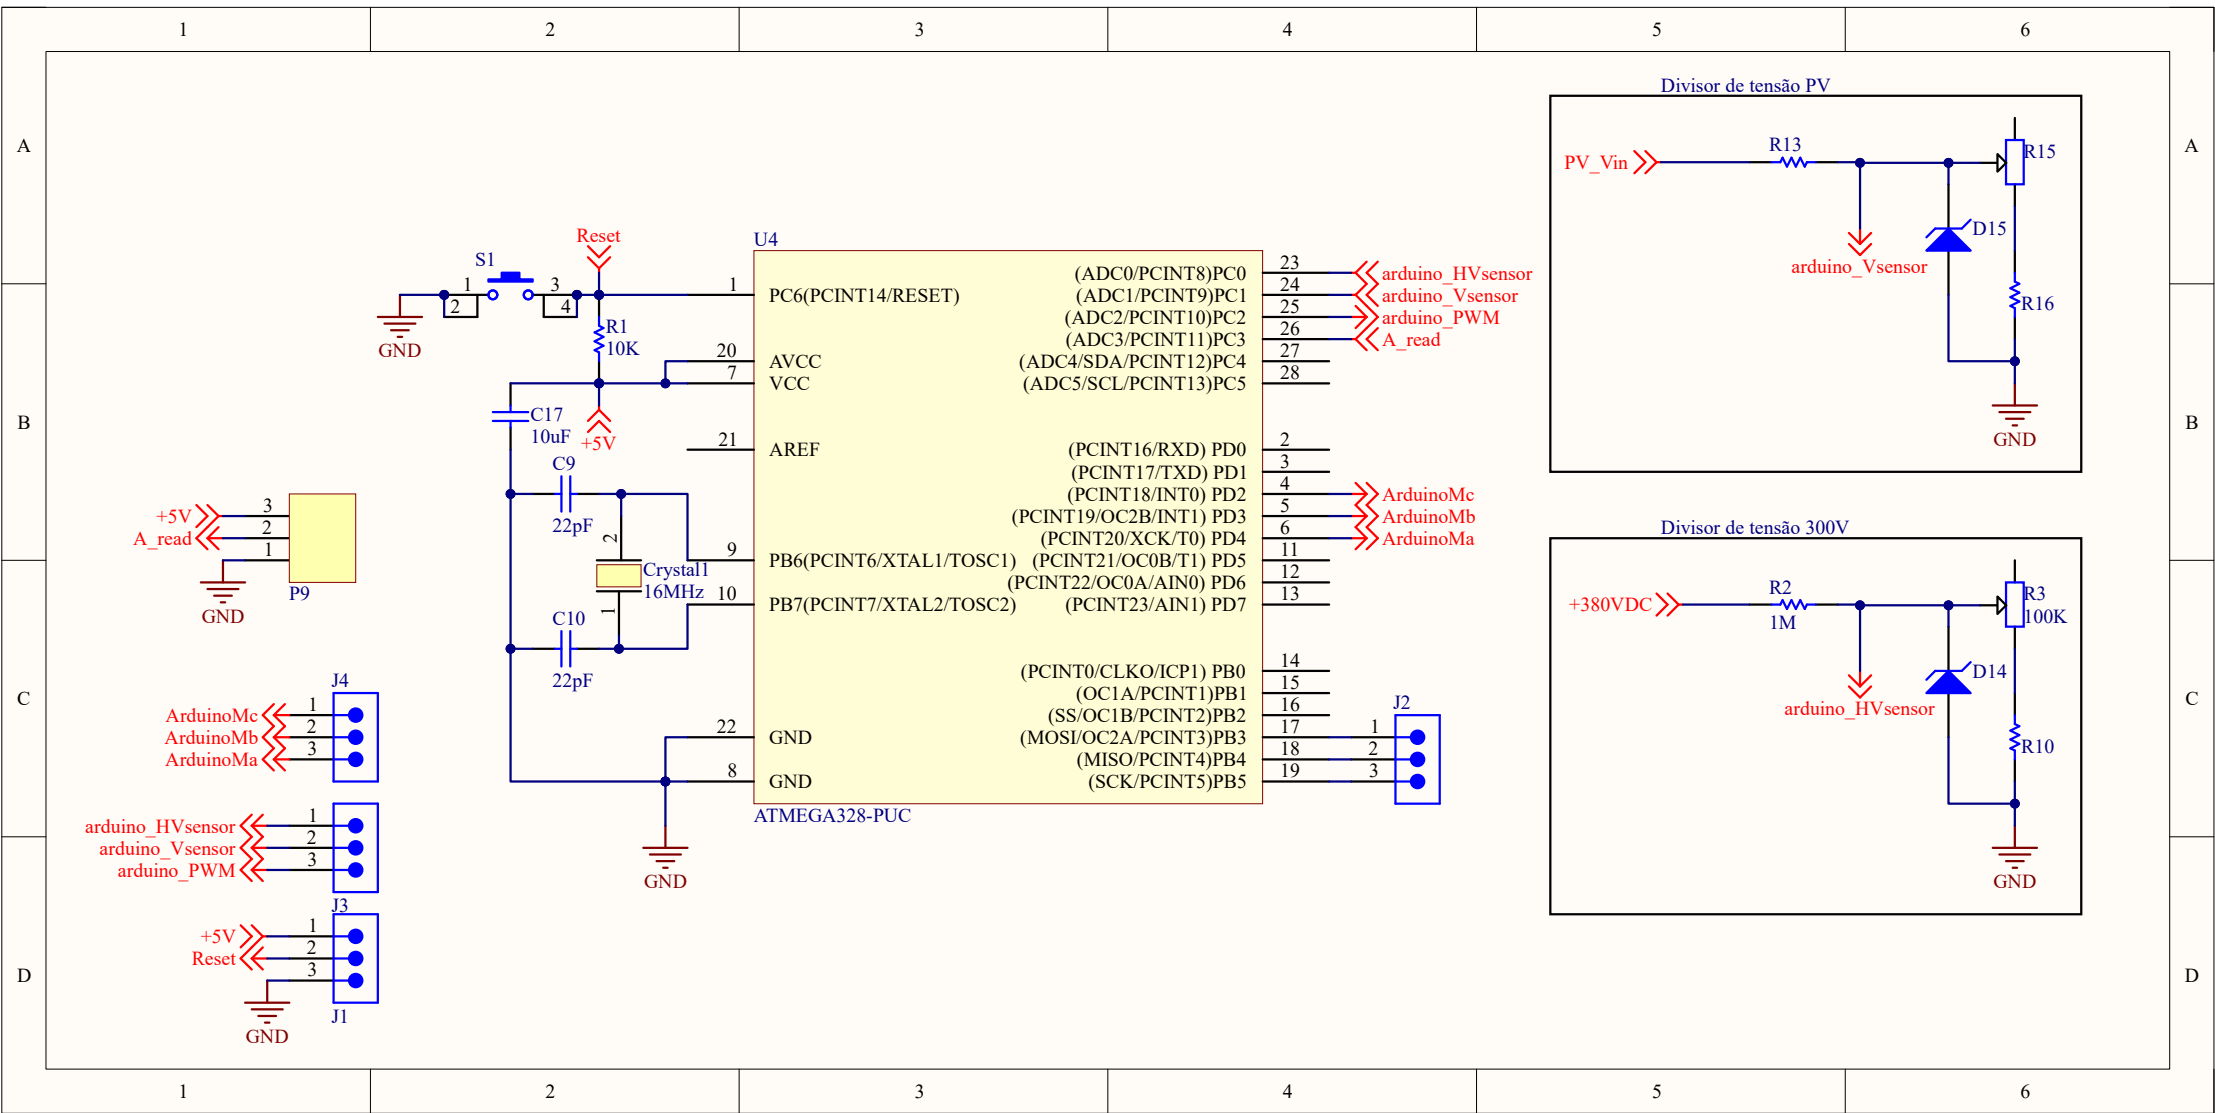 1 2 3 4 5 6
A
B
C
D
A
B
C
D
1 2 3 4 5 6
Divisor de tensão PV
PV_Vin
R13
R15
arduino_Vsensor
D15
R16
GND
Divisor de tensão 300V
+380VDC
R2
1M
R3
100K
arduino_HVsensor
D14
R10
GND
Reset
S1
1
2
3
4
GND
R1
10K
+5V
C17
10uF
C9
22pF
2
Crystal1
16MHz
1
C10
22pF
GND
U4
1 PC6(PCINT14/RESET)
20 AVCC
7 VCC
21 AREF
9 PB6(PCINT6/XTAL1/TOSC1)
10 PB7(PCINT7/XTAL2/TOSC2)
22 GND
8 GND
(ADC0/PCINT8)PC0 23 arduino_HVsensor
(ADC1/PCINT9)PC1 24 arduino_Vsensor
(ADC2/PCINT10)PC2 25 arduino_PWM
(ADC3/PCINT11)PC3 26 A_read
(ADC4/SDA/PCINT12)PC4 27
(ADC5/SCL/PCINT13)PC5 28
(PCINT16/RXD) PD0 2
(PCINT17/TXD) PD1 3
(PCINT18/INT0) PD2 4 ArduinoMc
(PCINT19/OC2B/INT1) PD3 5 ArduinoMb
(PCINT20/XCK/T0) PD4 6 ArduinoMa
(PCINT21/OC0B/T1) PD5 11
(PCINT22/OC0A/AIN0) PD6 12
(PCINT23/AIN1) PD7 13
(PCINT0/CLKO/ICP1) PB0 14
(OC1A/PCINT1)PB1 15
(SS/OC1B/PCINT2)PB2 16
(MOSI/OC2A/PCINT3)PB3 17
(MISO/PCINT4)PB4 18
(SCK/PCINT5)PB5 19
ATMEGA328-PUC
J2
1
2
3
+5V 3
A_read 2
1
GND
P9
J4
ArduinoMc 1
ArduinoMb 2
ArduinoMa 3
arduino_HVsensor 1
arduino_Vsensor 2
arduino_PWM 3
J3
+5V 1
Reset 2
3
GND
J1